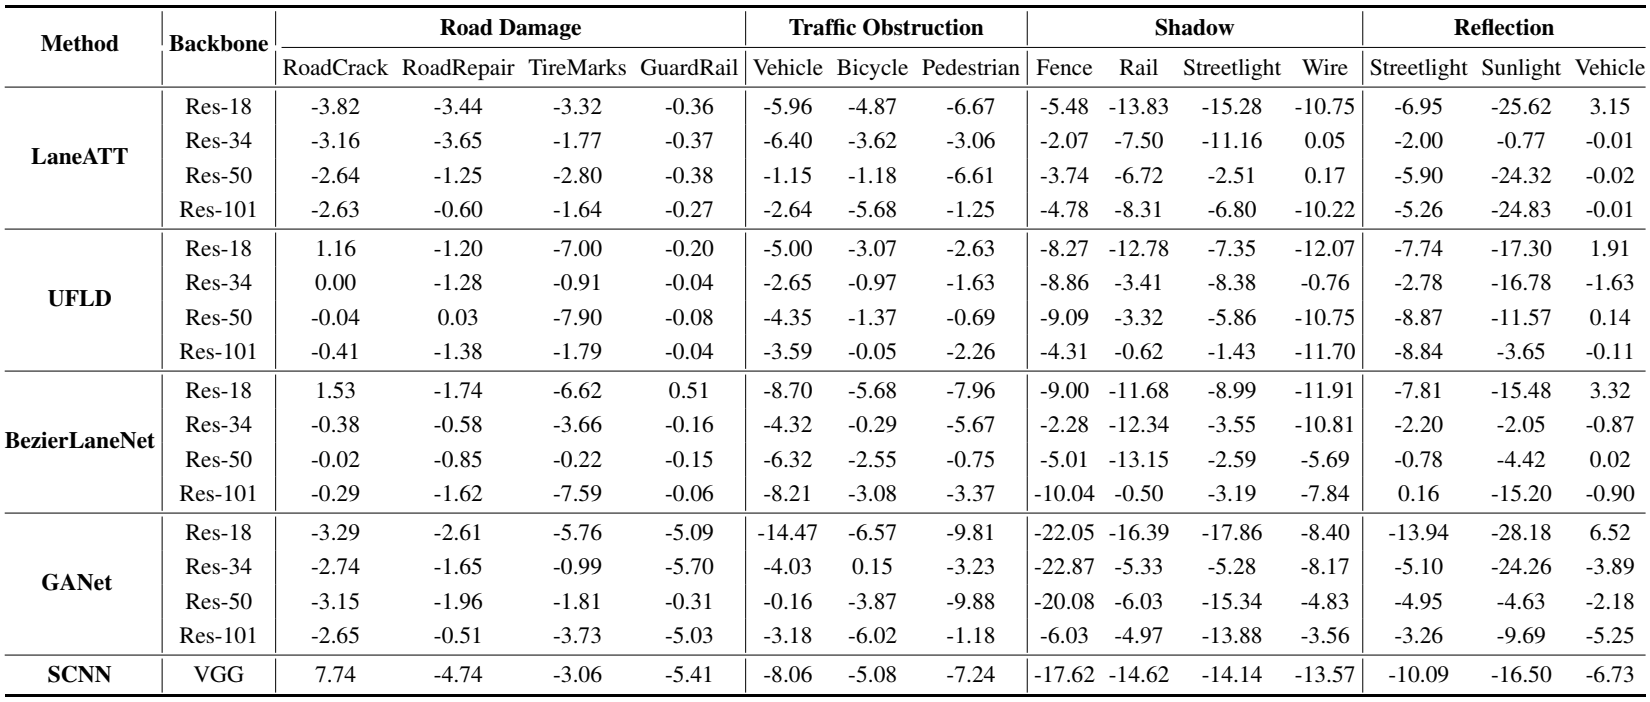 Method Backbone Road Damage Traffic Obstruction Shadow Reflection
RoadCrack RoadRepair TireMarks GuardRail Vehicle Bicycle Pedestrian Fence Rail Streetlight Wire Streetlight Sunlight Vehicle
LaneATT
Res-18 -3.82 -3.44 -3.32 -0.36 -5.96 -4.87 -6.67 -5.48 -13.83 -15.28 -10.75 -6.95 -25.62 3.15
Res-34 -3.16 -3.65 -1.77 -0.37 -6.40 -3.62 -3.06 -2.07 -7.50 -11.16 0.05 -2.00 -0.77 -0.01
Res-50 -2.64 -1.25 -2.80 -0.38 -1.15 -1.18 -6.61 -3.74 -6.72 -2.51 0.17 -5.90 -24.32 -0.02
Res-101 -2.63 -0.60 -1.64 -0.27 -2.64 -5.68 -1.25 -4.78 -8.31 -6.80 -10.22 -5.26 -24.83 -0.01
UFLD
Res-18 1.16 -1.20 -7.00 -0.20 -5.00 -3.07 -2.63 -8.27 -12.78 -7.35 -12.07 -7.74 -17.30 1.91
Res-34 0.00 -1.28 -0.91 -0.04 -2.65 -0.97 -1.63 -8.86 -3.41 -8.38 -0.76 -2.78 -16.78 -1.63
Res-50 -0.04 0.03 -7.90 -0.08 -4.35 -1.37 -0.69 -9.09 -3.32 -5.86 -10.75 -8.87 -11.57 0.14
Res-101 -0.41 -1.38 -1.79 -0.04 -3.59 -0.05 -2.26 -4.31 -0.62 -1.43 -11.70 -8.84 -3.65 -0.11
BezierLaneNet
Res-18 1.53 -1.74 -6.62 0.51 -8.70 -5.68 -7.96 -9.00 -11.68 -8.99 -11.91 -7.81 -15.48 3.32
Res-34 -0.38 -0.58 -3.66 -0.16 -4.32 -0.29 -5.67 -2.28 -12.34 -3.55 -10.81 -2.20 -2.05 -0.87
Res-50 -0.02 -0.85 -0.22 -0.15 -6.32 -2.55 -0.75 -5.01 -13.15 -2.59 -5.69 -0.78 -4.42 0.02
Res-101 -0.29 -1.62 -7.59 -0.06 -8.21 -3.08 -3.37 -10.04 -0.50 -3.19 -7.84 0.16 -15.20 -0.90
GANet
Res-18 -3.29 -2.61 -5.76 -5.09 -14.47 -6.57 -9.81 -22.05 -16.39 -17.86 -8.40 -13.94 -28.18 6.52
Res-34 -2.74 -1.65 -0.99 -5.70 -4.03 0.15 -3.23 -22.87 -5.33 -5.28 -8.17 -5.10 -24.26 -3.89
Res-50 -3.15 -1.96 -1.81 -0.31 -0.16 -3.87 -9.88 -20.08 -6.03 -15.34 -4.83 -4.95 -4.63 -2.18
Res-101 -2.65 -0.51 -3.73 -5.03 -3.18 -6.02 -1.18 -6.03 -4.97 -13.88 -3.56 -3.26 -9.69 -5.25
SCNN VGG 7.74 -4.74 -3.06 -5.41 -8.06 -5.08 -7.24 -17.62 -14.62 -14.14 -13.57 -10.09 -16.50 -6.73